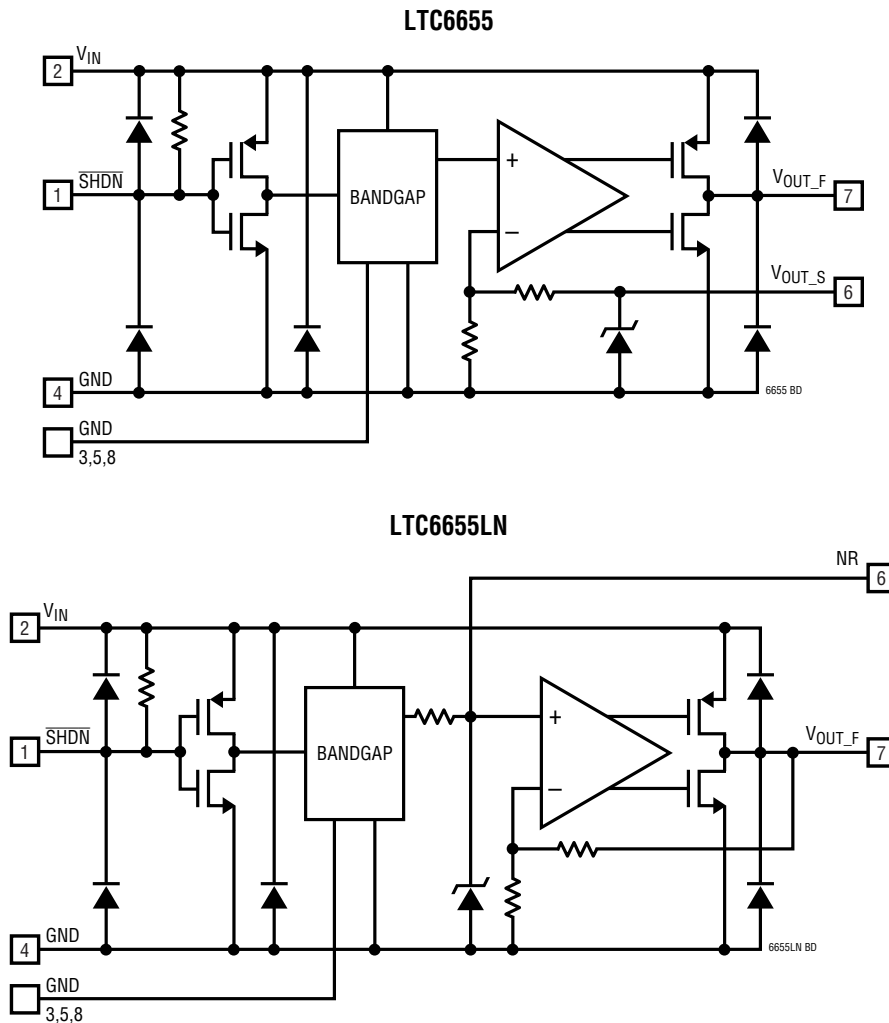 LTC6655
2 VIN
1 SHDN
BANDGAP
+
–
VOUT_F 7
VOUT_S 6
4 GND
6655 BD
GND
3,5,8
LTC6655LN
NR 6
2 VIN
1 SHDN
BANDGAP
+
–
VOUT_F 7
4 GND
6655LN BD
GND
3,5,8